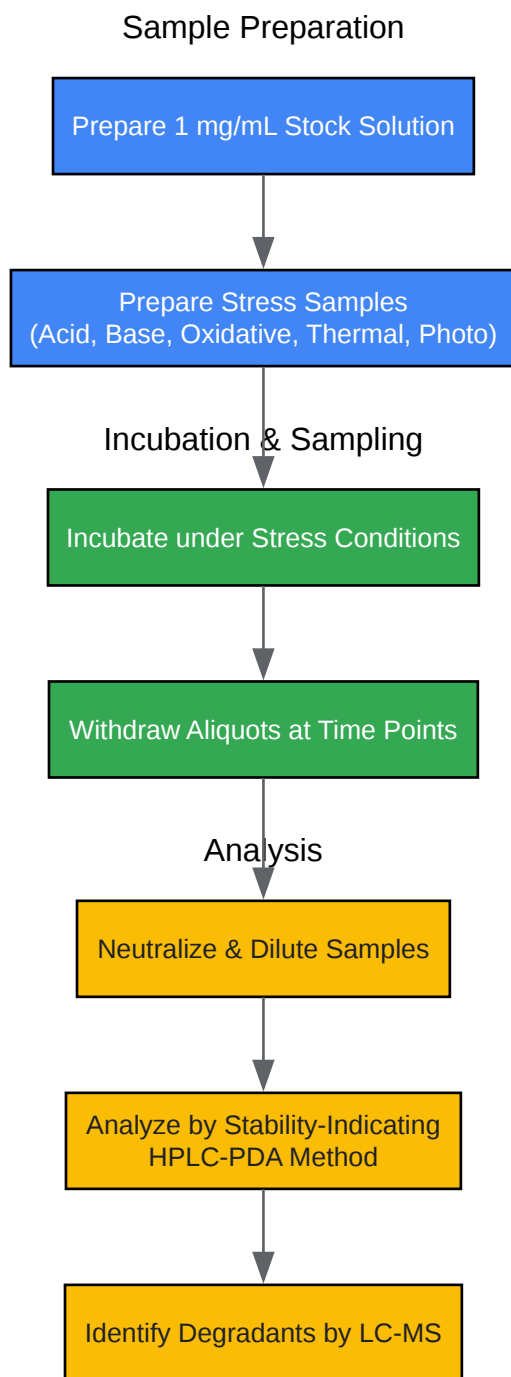 Sample Preparation
Prepare 1 mg/mL Stock Solution
Prepare Stress Samples
(Acid, Base, Oxidative, Thermal, Photo)
Incubation & Sampling
Incubate under Stress Conditions
Withdraw Aliquots at Time Points
Analysis
Neutralize & Dilute Samples
Analyze by Stability-Indicating
HPLC-PDA Method
Identify Degradants by LC-MS